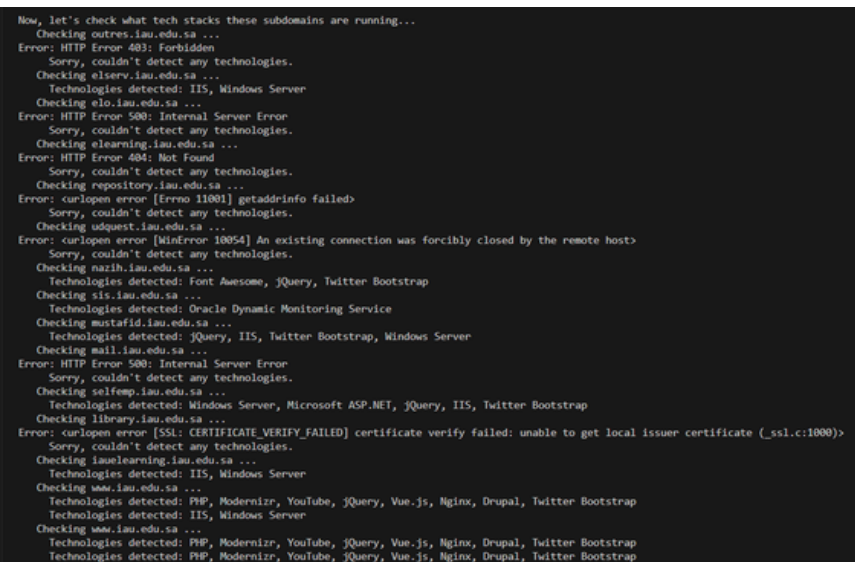 Now, let's check what tech stacks these subdomains are running...
Checking outres.iau.edu.sa ...
Error: HTTP Error 403: Forbidden
Sorry, couldn't detect any technologies.
Checking elserv.iau.edu.sa ...
Technologies detected: IIS, Windows Server
Checking elo.iau.edu.sa ...
Error: HTTP Error 500: Internal Server Error
Sorry, couldn't detect any technologies.
Checking elearning.iau.edu.sa ...
Error: HTTP Error 404: Not Found
Sorry, couldn't detect any technologies.
Checking repository.iau.edu.sa ...
Error: <urlopen error [Errno 11001] getaddrinfo failed>
Sorry, couldn't detect any technologies.
Checking udquest.iau.edu.sa ...
Error: <urlopen error [WinError 10054] An existing connection was forcibly closed by the remote host>
Sorry, couldn't detect any technologies.
Checking nazih.iau.edu.sa ...
Technologies detected: Font Awesome, jQuery, Twitter Bootstrap
Checking sis.iau.edu.sa ...
Technologies detected: Oracle Dynamic Monitoring Service
Checking mustafid.iau.edu.sa ...
Technologies detected: jQuery, IIS, Twitter Bootstrap, Windows Server
Checking mail.iau.edu.sa ...
Error: HTTP Error 500: Internal Server Error
Sorry, couldn't detect any technologies.
Checking selfemp.iau.edu.sa ...
Technologies detected: Windows Server, Microsoft ASP.NET, jQuery, IIS, Twitter Bootstrap
Checking library.iau.edu.sa ...
Error: <urlopen error [SSL: CERTIFICATE_VERIFY_FAILED] certificate verify failed: unable to get local issuer certificate (_ssl.c:1000)>
Sorry, couldn't detect any technologies.
Checking iauelearning.iau.edu.sa ...
Technologies detected: IIS, Windows Server
Checking www.iau.edu.sa ...
Technologies detected: PHP, Modernizr, YouTube, jQuery, Vue.js, Nginx, Drupal, Twitter Bootstrap
Technologies detected: IIS, Windows Server
Checking www.iau.edu.sa ...
Technologies detected: PHP, Modernizr, YouTube, jQuery, Vue.js, Nginx, Drupal, Twitter Bootstrap
Technologies detected: PHP, Modernizr, YouTube, jQuery, Vue.js, Nginx, Drupal, Twitter Bootstrap